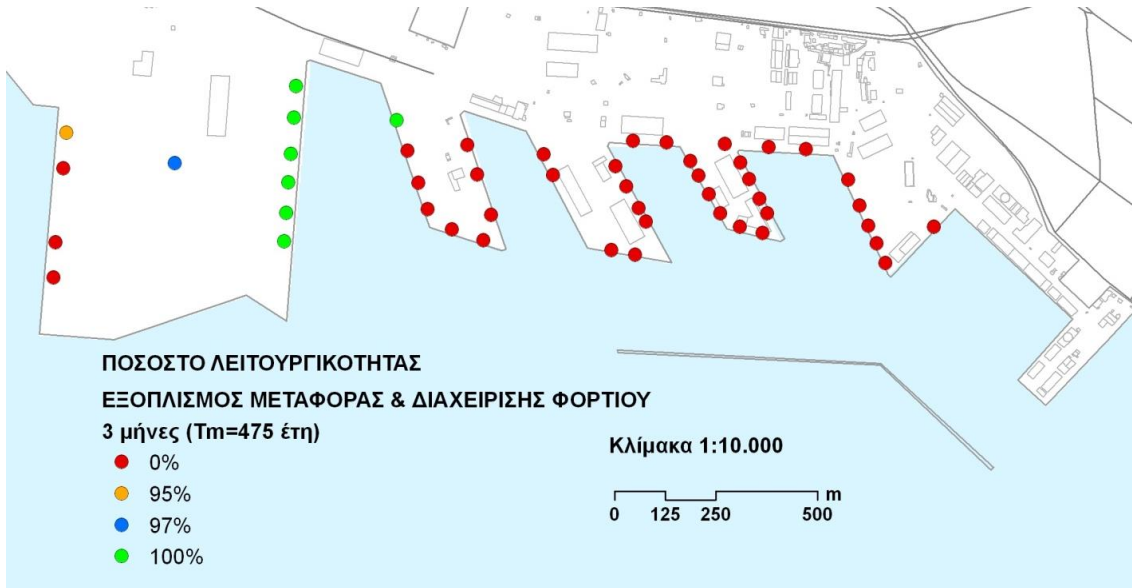 ΠΟΣΟΣΤΟ ΛΕΙΤΟΥΡΓΙΚΟΤΗΤΑΣ
ΕΞΟΠΛΙΣΜΟΣ ΜΕΤΑΦΟΡΑΣ & ΔΙΑΧΕΙΡΙΣΗΣ ΦΟΡΤΙΟΥ
3 μήνες (Tm=475 έτη)
0%
95%
97%
100%
Κλίμακα 1:10.000
m
0 125 250 500